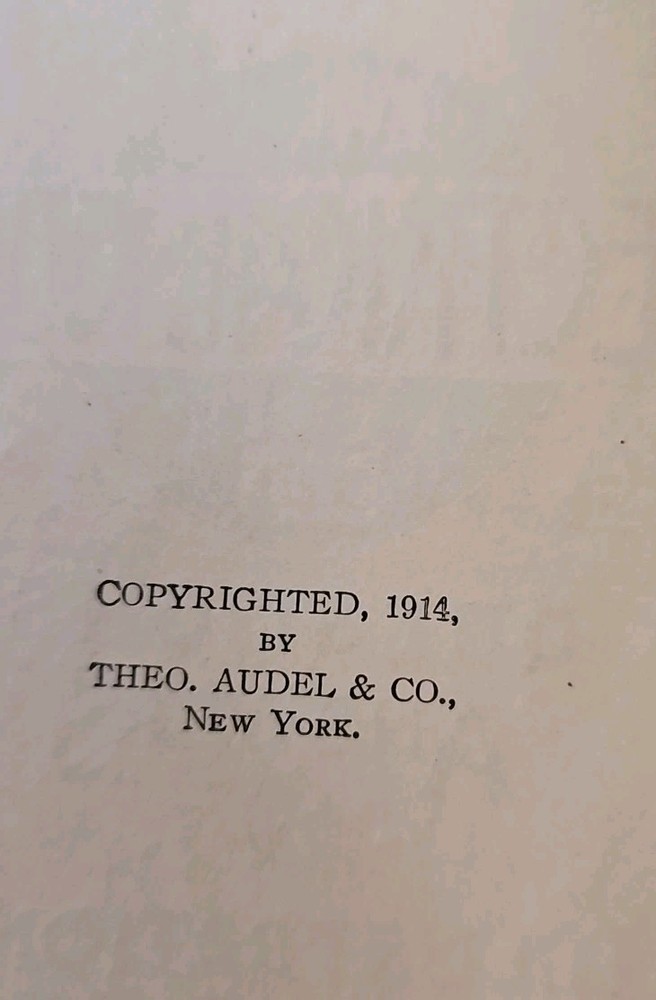 COPYRIGHTED, 1914,
BY
THEO. AUDEL & CO.,
NEW YORK.